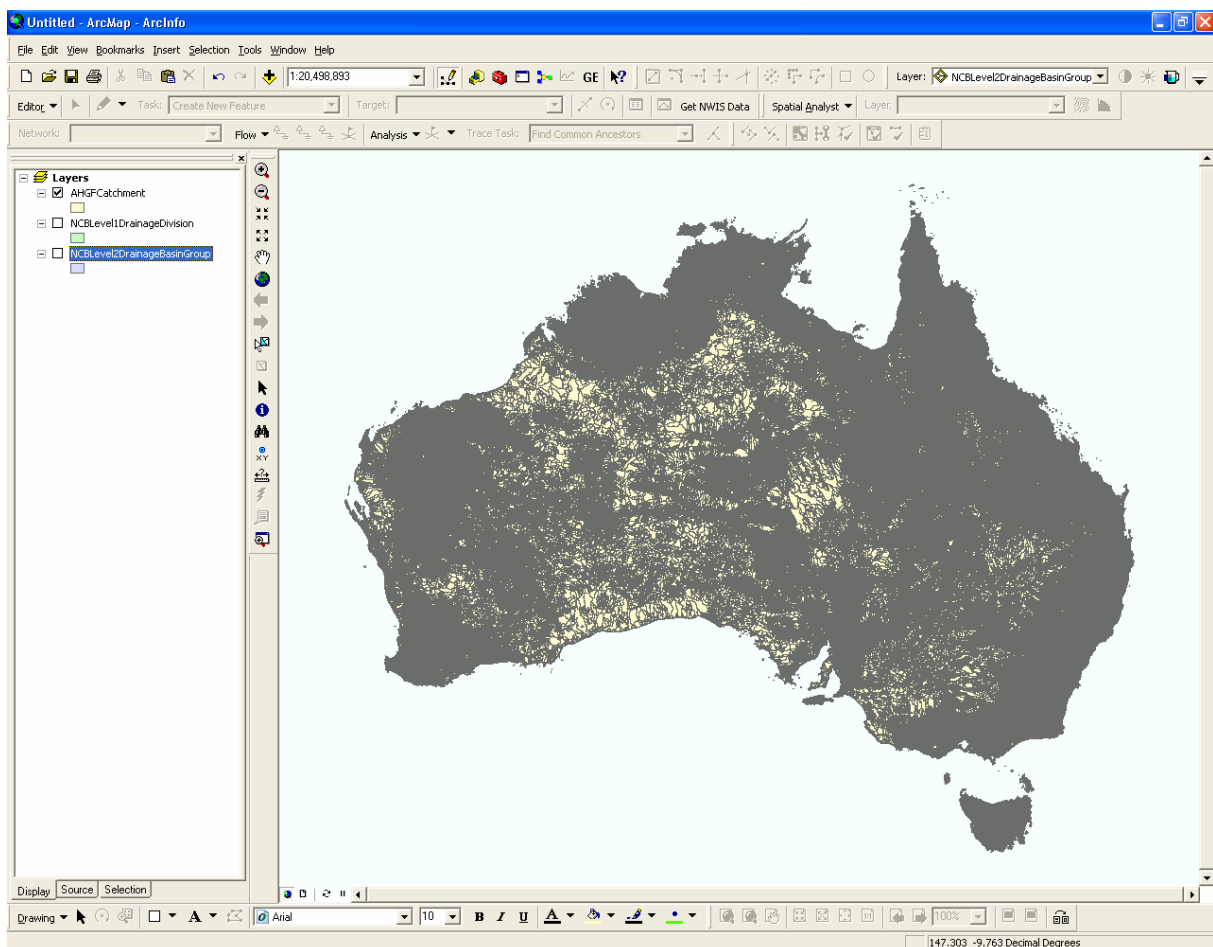 Untitled - ArcMap - ArcInfo
File Edit View Bookmarks Insert Selection Tools Window Help
1:20,498,893 GE Layer: NCBLevel2DrainageBasinGroup
Editor Task: Create New Feature Target: Get NWIS Data Spatial Analyst Layer:
Network: Flow Analysis Trace Task: Find Common Ancestors
Layers
AHGFCatchment
NCBLevel1DrainageDivision
NCBLevel2DrainageBasinGroup
XY
Display Source Selection
Drawing A Arial 10 B I U A 100%
147.303 -9.763 Decimal Degrees